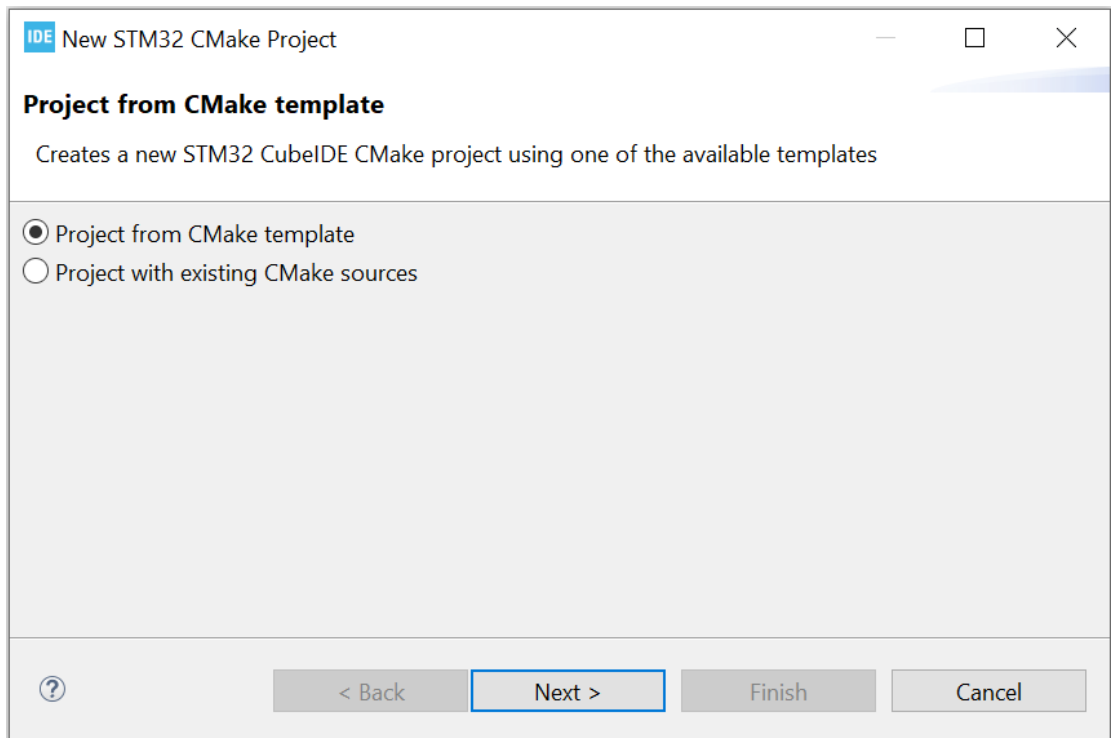 IDE New STM32 CMake Project
Project from CMake template
Creates a new STM32 CubeIDE CMake project using one of the available templates
Project from CMake template
Project with existing CMake sources
? < Back Next > Finish Cancel